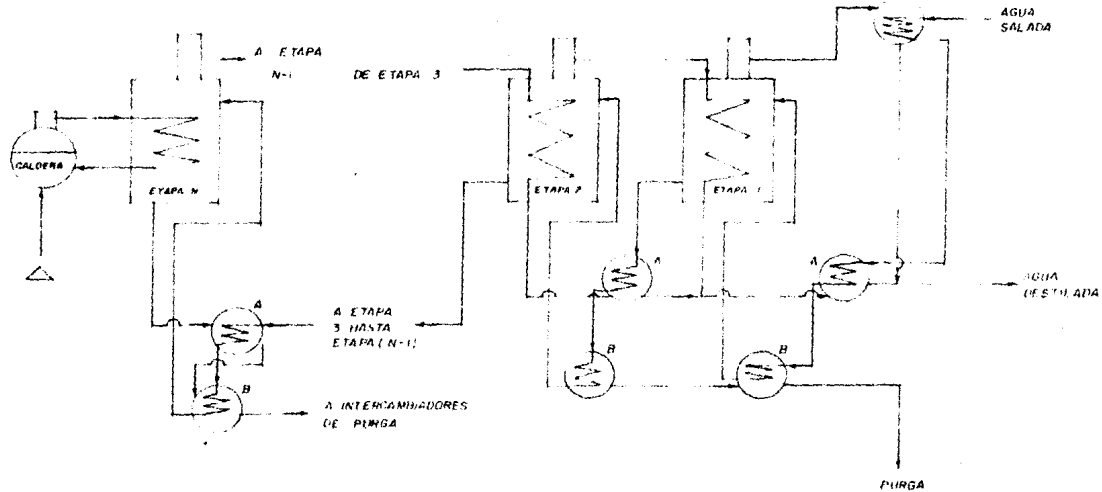 AGUA
SALADA
A ETAPA
N-1
DE ETAPA 3
CALDERA
ETAPA N
ETAPA 2
ETAPA 1
A
A
A
AGUA
DESTILADA
A ETAPA
3 HASTA
ETAPA (N-1)
B
B
B
A INTERCAMBIADORES
DE PURGA
PURGA